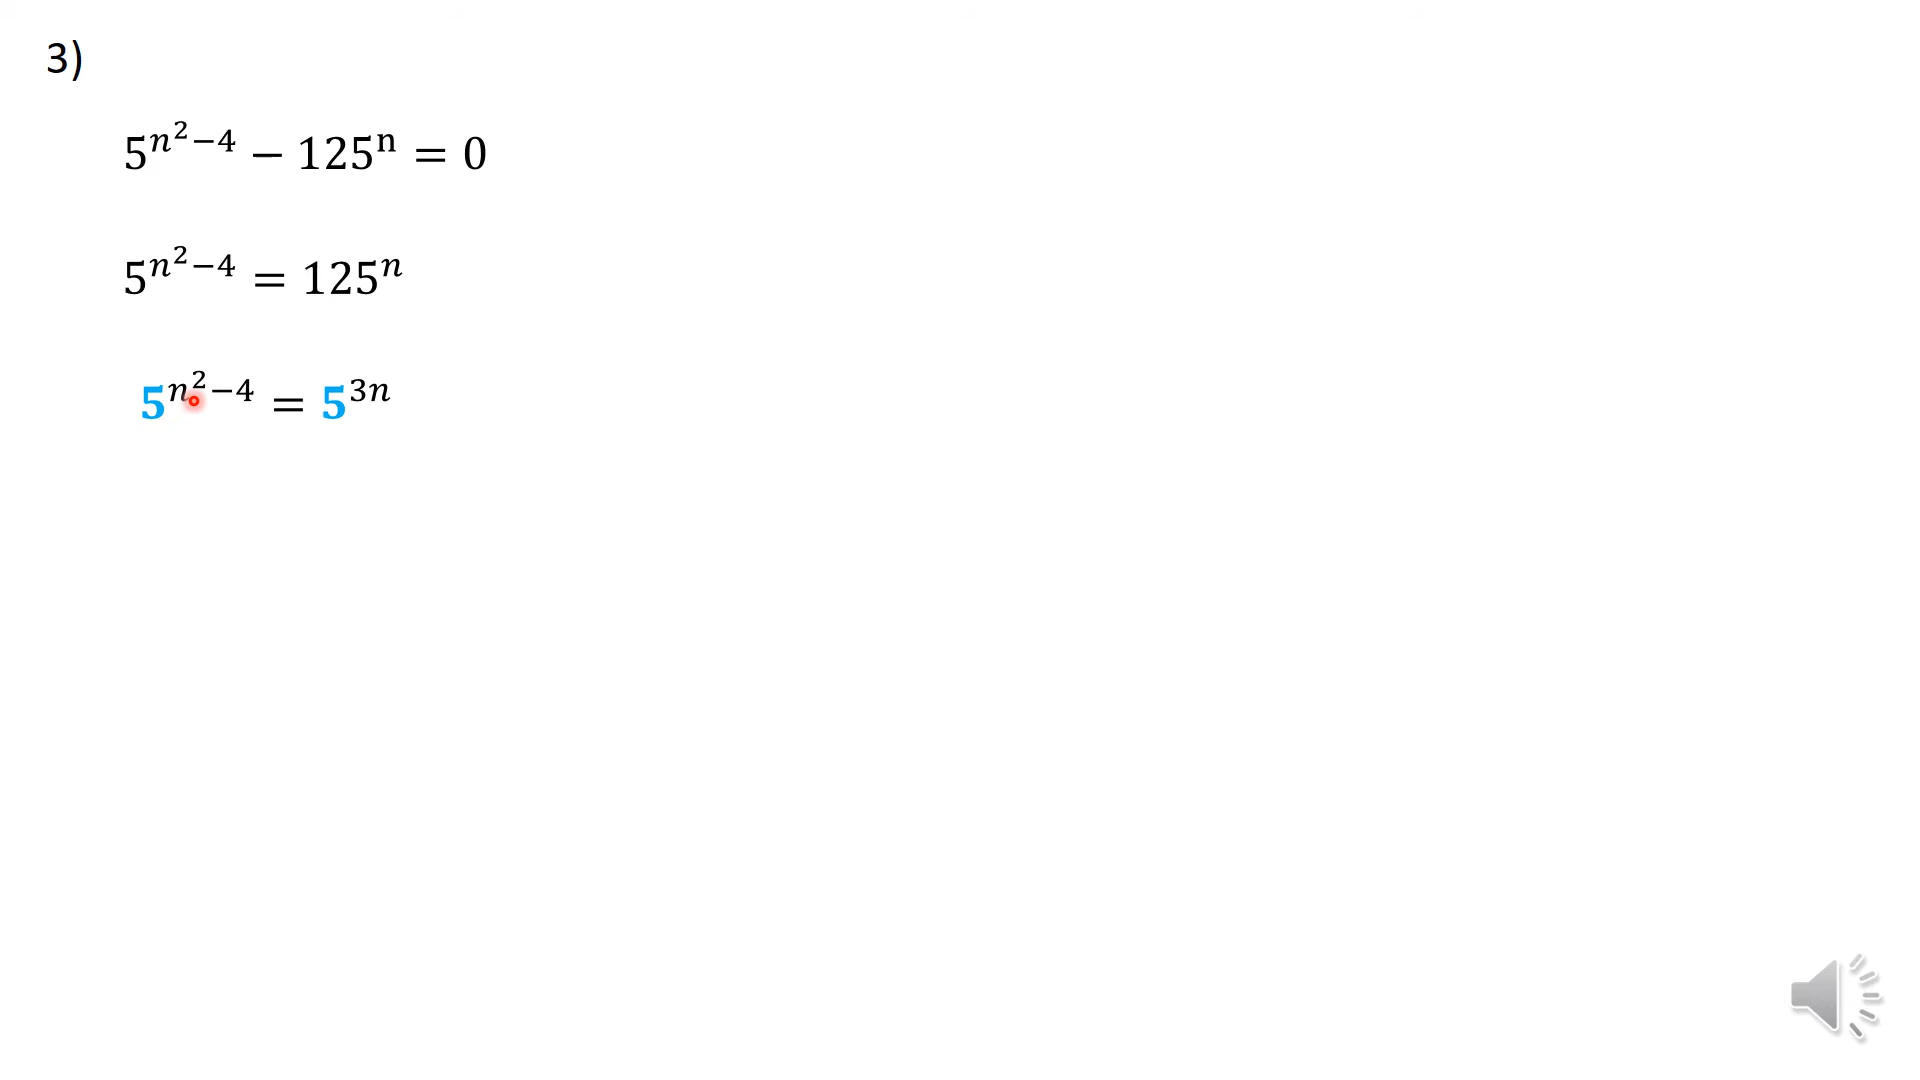 3)
5^{n^2−4} − 125^n = 0
5^{n^2−4} = 125^n
5^{n^2−4} = 5^{3n}